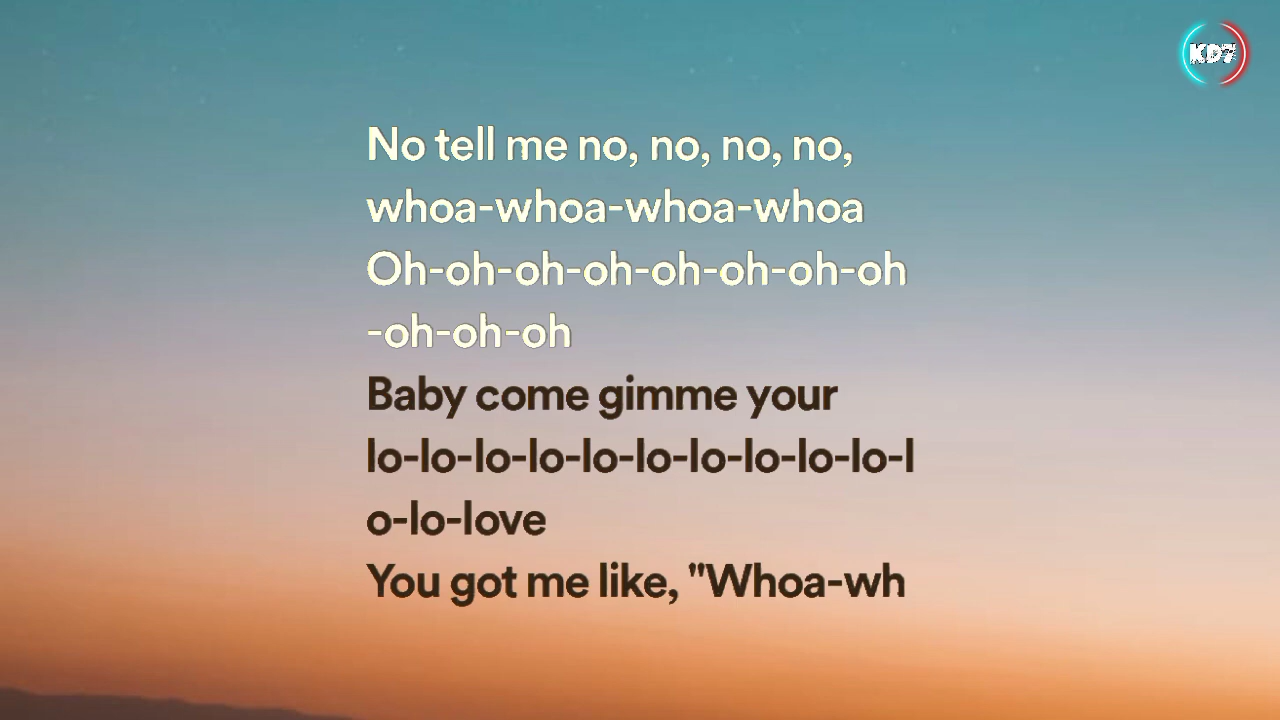 KD7
No tell me no, no, no, no,
whoa-whoa-whoa-whoa
Oh-oh-oh-oh-oh-oh-oh-oh
-oh-oh-oh
Baby come gimme your
lo-lo-lo-lo-lo-lo-lo-lo-lo-lo-l
o-lo-love
You got me like, "Whoa-wh